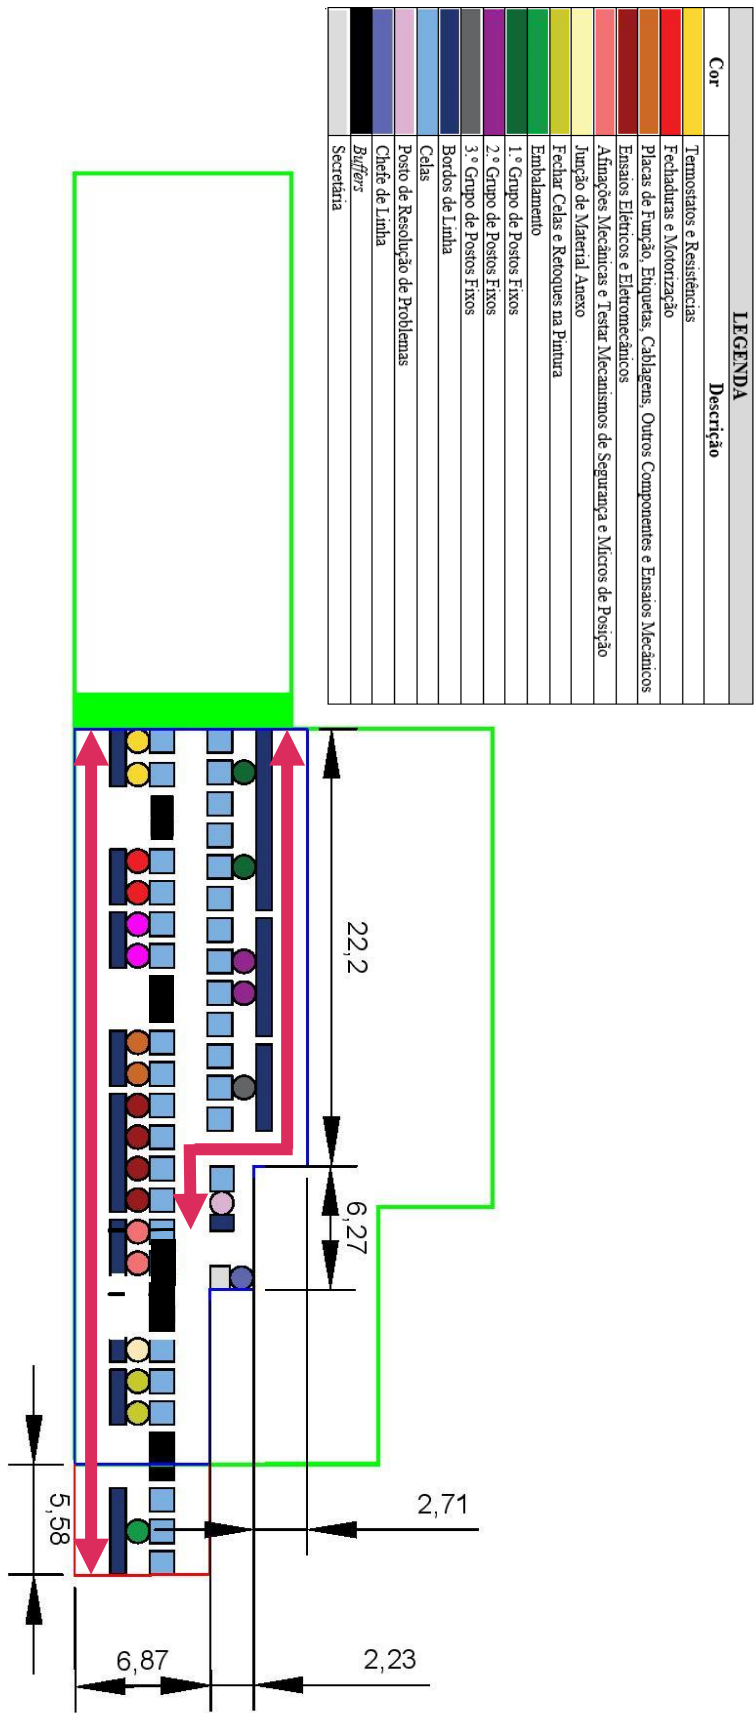 LEGENDA
Cor Descrição
Termostatos e Resistências
Fechaduras e Motorização
Placas de Função, Etiquetas, Cablagens, Outros Componentes e Ensaios Mecânicos
Ensaios Elétricos e Eletromecânicos
Afinações Mecânicas e Testar Mecanismos de Segurança e Micros de Posição
Junção de Material Anexo
Fechar Celas e Retoques na Pintura
Embalamento
1.º Grupo de Postos Fixos
2.º Grupo de Postos Fixos
3.º Grupo de Postos Fixos
Bordos de Linha
Celas
Posto de Resolução de Problemas
Chefe de Linha
Buffers
Secretária
22,2
6,27
2,71
5,58
6,87
2,23